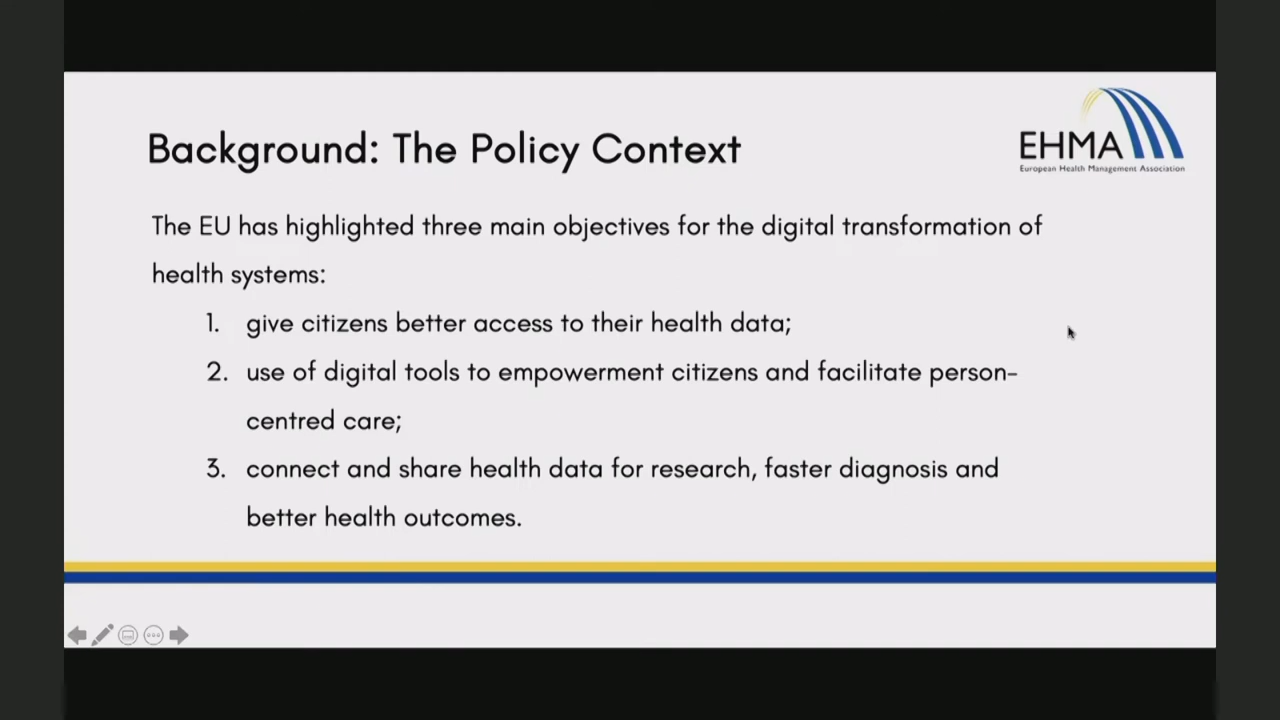 Background: The Policy Context
EHMA
European Health Management Association
The EU has highlighted three main objectives for the digital transformation of
health systems:
1. give citizens better access to their health data;
2. use of digital tools to empowerment citizens and facilitate person-
centred care;
3. connect and share health data for research, faster diagnosis and
better health outcomes.